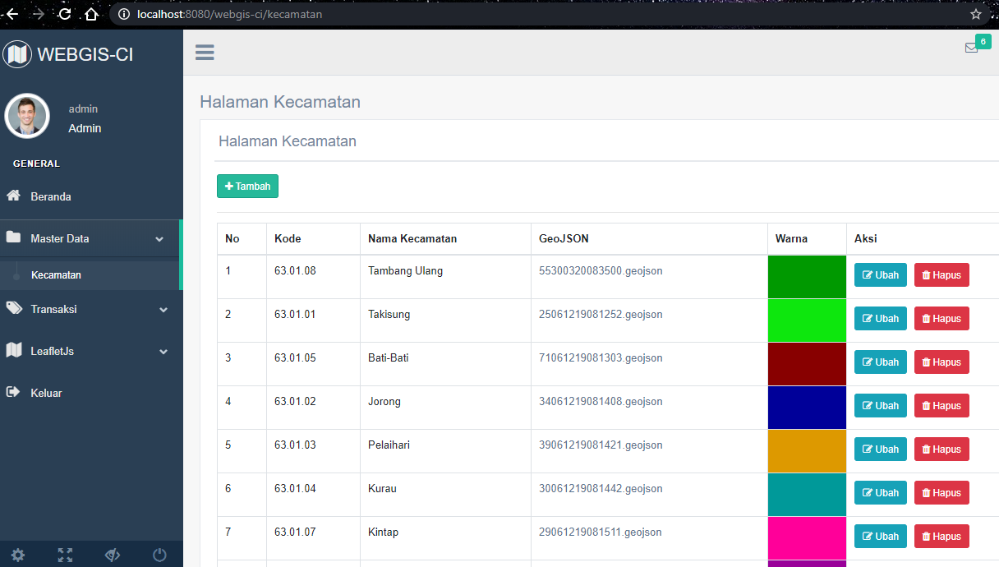 localhost:8080/webgis-ci/kecamatan
WEBGIS-CI
6
admin
Admin
GENERAL
Beranda
Master Data
Kecamatan
Transaksi
LeafletJs
Keluar
Halaman Kecamatan
Halaman Kecamatan
Tambah
No Kode Nama Kecamatan GeoJSON Warna Aksi
1 63.01.08 Tambang Ulang 55300320083500.geojson Ubah Hapus
2 63.01.01 Takisung 25061219081252.geojson Ubah Hapus
3 63.01.05 Bati-Bati 71061219081303.geojson Ubah Hapus
4 63.01.02 Jorong 34061219081408.geojson Ubah Hapus
5 63.01.03 Pelaihari 39061219081421.geojson Ubah Hapus
6 63.01.04 Kurau 30061219081442.geojson Ubah Hapus
7 63.01.07 Kintap 29061219081511.geojson Ubah Hapus